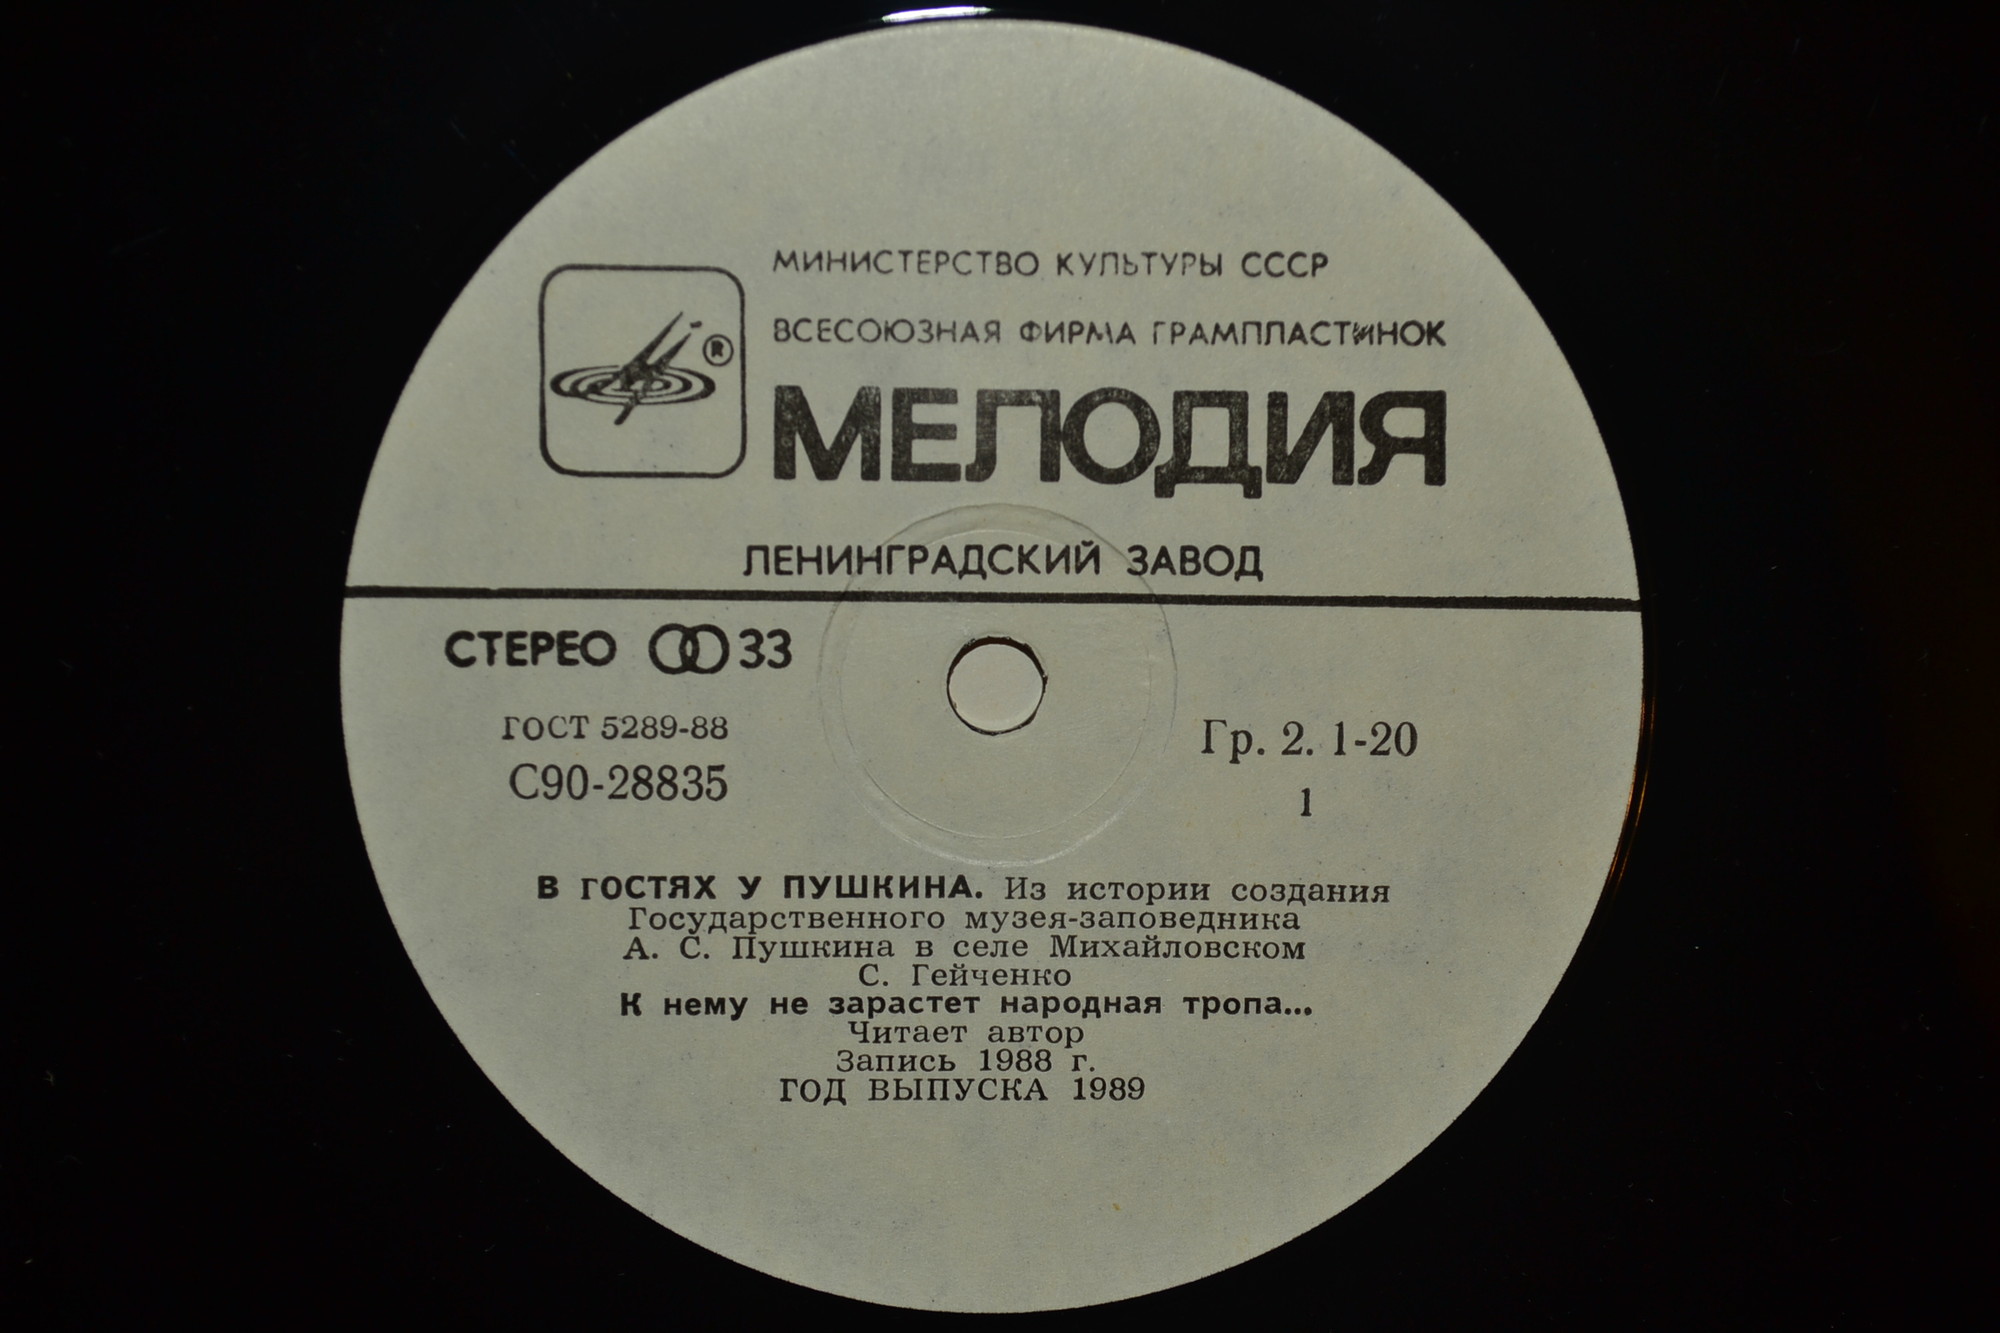 МИНИСТЕРСТВО КУЛЬТУРЫ СССР
ВСЕСОЮЗНАЯ ФИРМА ГРАМПЛАСТИНОК
®
МЕЛОДИЯ
ЛЕНИНГРАДСКИЙ ЗАВОД
СТЕРЕО 33
ГОСТ 5289-88
С90-28835
Гр. 2. 1-20
1
В ГОСТЯХ У ПУШКИНА. Из истории создания
Государственного музея-заповедника
А. С. Пушкина в селе Михайловском
С. Гейченко
К нему не зарастет народная тропа...
Читает автор
Запись 1988 г.
ГОД ВЫПУСКА 1989